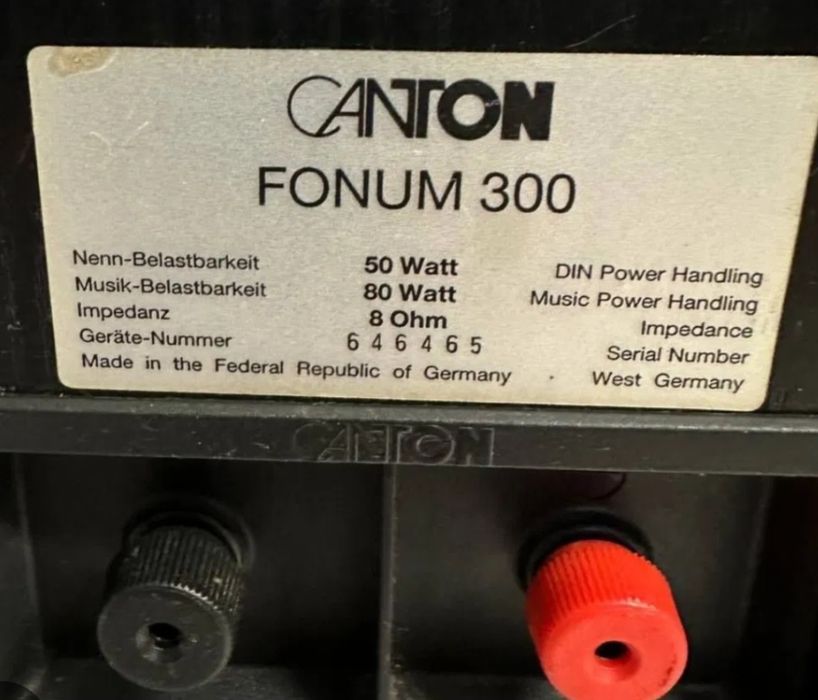 CANTON
FONUM 300
Nenn-Belastbarkeit 50 Watt DIN Power Handling
Musik-Belastbarkeit 80 Watt Music Power Handling
Impedanz 8 Ohm Impedance
Geräte-Nummer 646465 Serial Number
Made in the Federal Republic of Germany · West Germany
CANTON